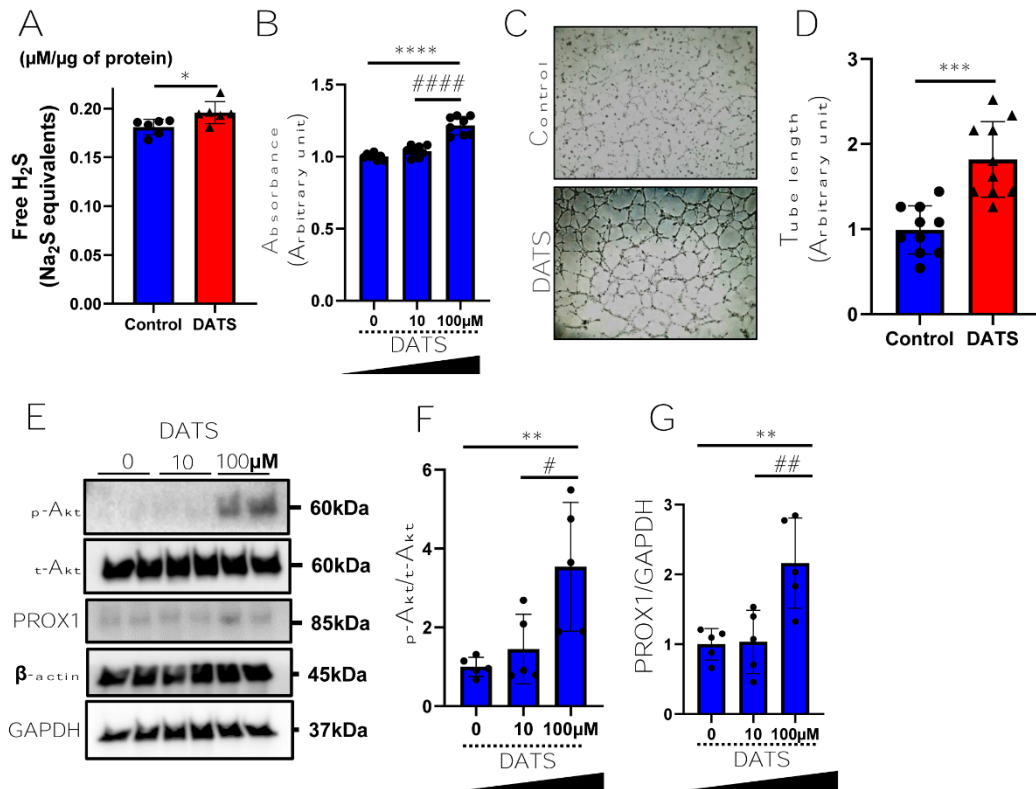 A
(µM/µg of protein)
Free H₂S
(Na₂S equivalents)
*
0.20
0.15
0.10
0.05
0.00
Control DATS
B
Absorbance
(Arbitrary unit)
****
####
1.5
1.0
0.5
0.0
0 10 100µM
DATS
C
Control
DATS
D
Tube length
(Arbitrary unit)
***
3
2
1
0
Control DATS
E
DATS
0 10 100µM
p-Akt 60kDa
t-Akt 60kDa
PROX1 85kDa
β-actin 45kDa
GAPDH 37kDa
F
p-Akt/t-Akt
**
#
6
4
2
0
0 10 100µM
DATS
G
PROX1/GAPDH
**
##
3
2
1
0
0 10 100µM
DATS